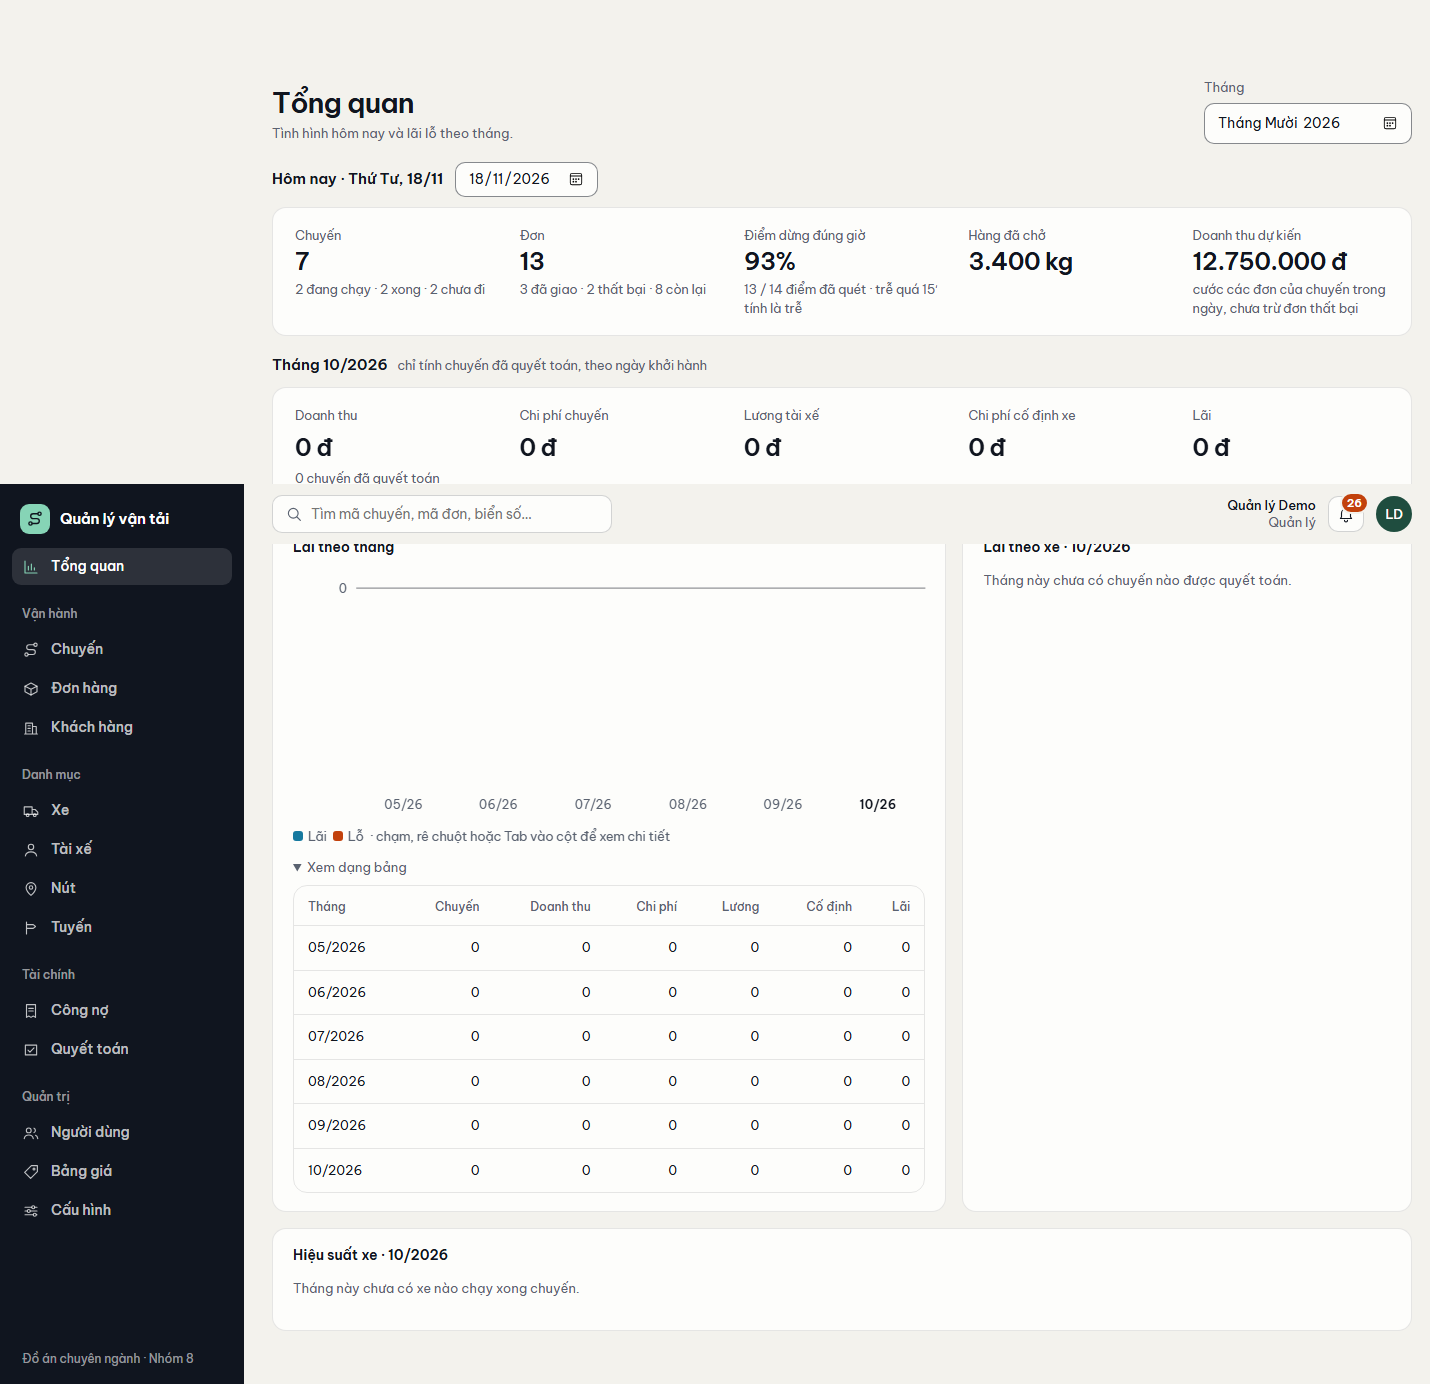 Tổng quan
Tình hình hôm nay và lãi lỗ theo tháng.
Tháng
Tháng Mười 2026
Hôm nay · Thứ Tư, 18/11
18/11/2026
Chuyến
7
2 đang chạy · 2 xong · 2 chưa đi
Đơn
13
3 đã giao · 2 thất bại · 8 còn lại
Điểm dừng đúng giờ
93%
13 / 14 điểm đã quét · trễ quá 15'
tính là trễ
Hàng đã chở
3.400 kg
Doanh thu dự kiến
12.750.000 đ
cước các đơn của chuyến trong
ngày, chưa trừ đơn thất bại
Tháng 10/2026 chỉ tính chuyến đã quyết toán, theo ngày khởi hành
Doanh thu
0 đ
0 chuyến đã quyết toán
Chi phí chuyến
0 đ
Lương tài xế
0 đ
Chi phí cố định xe
0 đ
Lãi
0 đ
Quản lý vận tải
Tổng quan
Vận hành
Chuyến
Đơn hàng
Khách hàng
Danh mục
Xe
Tài xế
Nút
Tuyến
Tài chính
Công nợ
Quyết toán
Quản trị
Người dùng
Bảng giá
Cấu hình
Đồ án chuyên ngành · Nhóm 8
Tìm mã chuyến, mã đơn, biển số...
Quản lý Demo
Quản lý
26
LD
Lãi theo tháng
0
05/26 06/26 07/26 08/26 09/26 10/26
Lãi Lỗ · chạm, rê chuột hoặc Tab vào cột để xem chi tiết
Xem dạng bảng
Tháng Chuyến Doanh thu Chi phí Lương Cố định Lãi
05/2026 0 0 0 0 0 0
06/2026 0 0 0 0 0 0
07/2026 0 0 0 0 0 0
08/2026 0 0 0 0 0 0
09/2026 0 0 0 0 0 0
10/2026 0 0 0 0 0 0
Lãi theo xe · 10/2026
Tháng này chưa có chuyến nào được quyết toán.
Hiệu suất xe · 10/2026
Tháng này chưa có xe nào chạy xong chuyến.